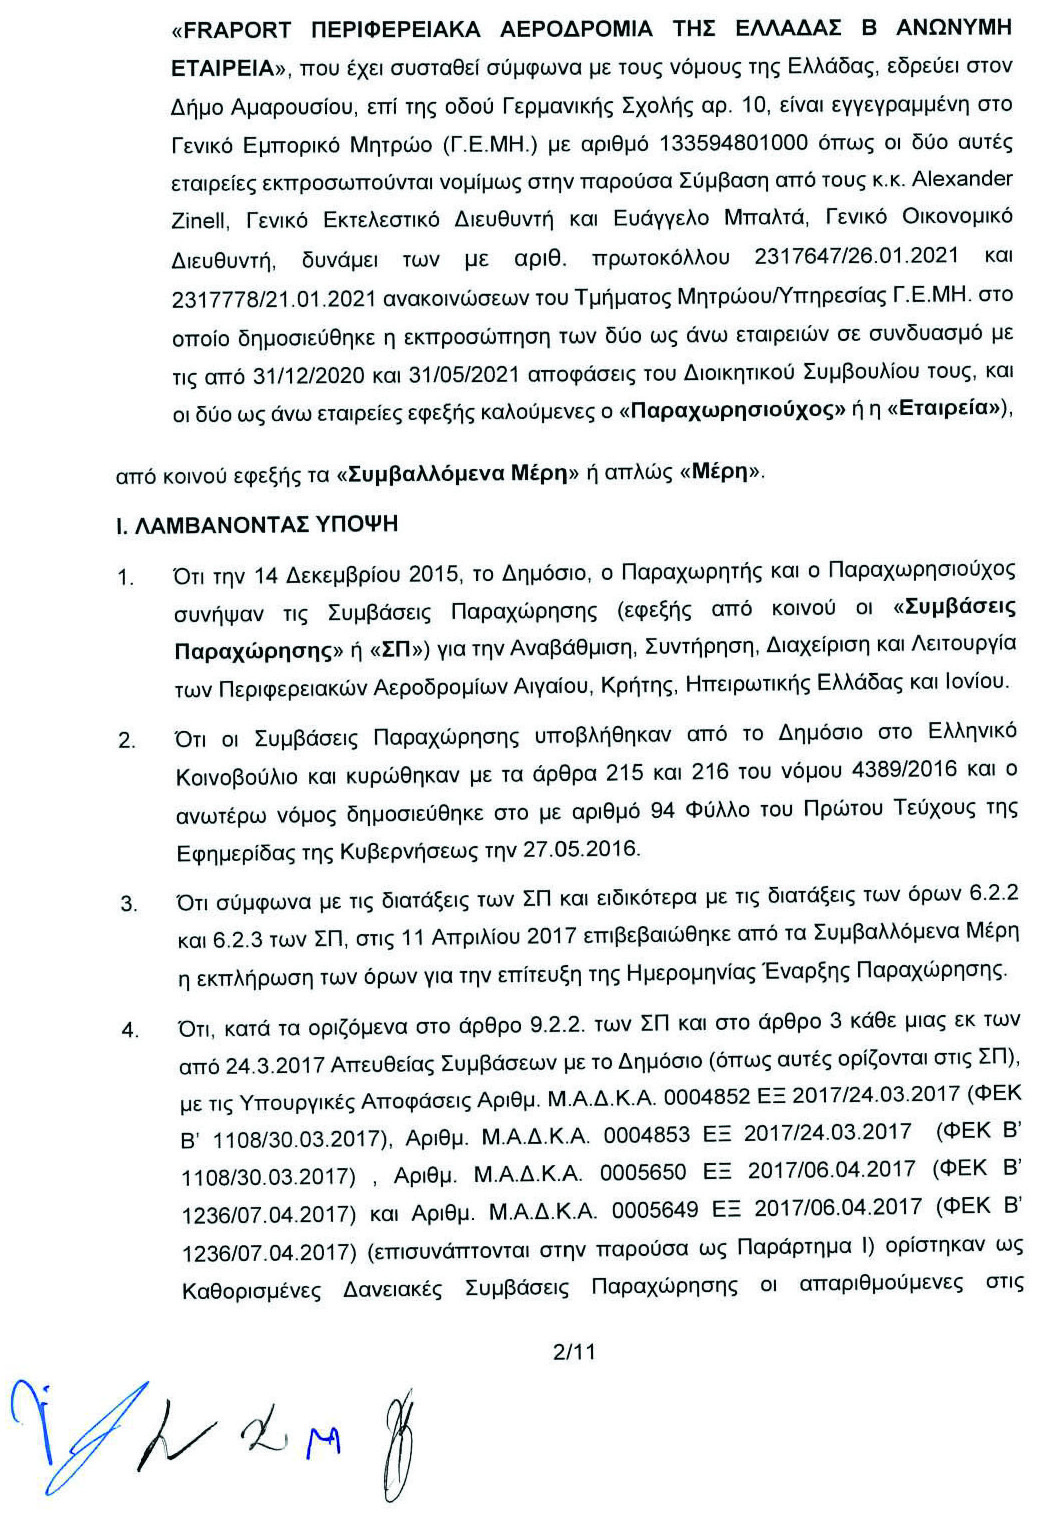 «FRAPORT ΠΕΡΙΦΕΡΕΙΑΚΑ ΑΕΡΟΔΡΟΜΙΑ ΤΗΣ ΕΛΛΑΔΑΣ Β ΑΝΩΝΥΜΗ
ΕΤΑΙΡΕΙΑ», που έχει συσταθεί σύμφωνα με τους νόμους της Ελλάδας, εδρεύει στον
Δήμο Αμαρουσίου, επί της οδού Γερμανικής Σχολής αρ. 10, είναι εγγεγραμμένη στο
Γενικό Εμπορικό Μητρώο (Γ.Ε.ΜΗ.) με αριθμό 133594801000 όπως οι δύο αυτές
εταιρείες εκπροσωπούνται νομίμως στην παρούσα Σύμβαση από τους κ.κ. Alexander
Zinell, Γενικό Εκτελεστικό Διευθυντή και Ευάγγελο Μπαλτά, Γενικό Οικονομικό
Διευθυντή, δυνάμει των με αριθ. πρωτοκόλλου 2317647/26.01.2021 και
2317778/21.01.2021 ανακοινώσεων του Τμήματος Μητρώου/Υπηρεσίας Γ.Ε.ΜΗ. στο
οποίο δημοσιεύθηκε η εκπροσώπηση των δύο ως άνω εταιρειών σε συνδυασμό με
τις από 31/12/2020 και 31/05/2021 αποφάσεις του Διοικητικού Συμβουλίου τους, και
οι δύο ως άνω εταιρείες εφεξής καλούμενες ο «Παραχωρησιούχος» ή η «Εταιρεία»),
από κοινού εφεξής τα «Συμβαλλόμενα Μέρη» ή απλώς «Μέρη».
Ι. ΛΑΜΒΑΝΟΝΤΑΣ ΥΠΟΨΗ
1. Ότι την 14 Δεκεμβρίου 2015, το Δημόσιο, ο Παραχωρητής και ο Παραχωρησιούχος
συνήψαν τις Συμβάσεις Παραχώρησης (εφεξής από κοινού οι «Συμβάσεις
Παραχώρησης» ή «ΣΠ») για την Αναβάθμιση, Συντήρηση, Διαχείριση και Λειτουργία
των Περιφερειακών Αεροδρομίων Αιγαίου, Κρήτης, Ηπειρωτικής Ελλάδας και Ιονίου.
2. Ότι οι Συμβάσεις Παραχώρησης υποβλήθηκαν από το Δημόσιο στο Ελληνικό
Κοινοβούλιο και κυρώθηκαν με τα άρθρα 215 και 216 του νόμου 4389/2016 και ο
ανωτέρω νόμος δημοσιεύθηκε στο με αριθμό 94 Φύλλο του Πρώτου Τεύχους της
Εφημερίδας της Κυβερνήσεως την 27.05.2016.
3. Ότι σύμφωνα με τις διατάξεις των ΣΠ και ειδικότερα με τις διατάξεις των όρων 6.2.2
και 6.2.3 των ΣΠ, στις 11 Απριλίου 2017 επιβεβαιώθηκε από τα Συμβαλλόμενα Μέρη
η εκπλήρωση των όρων για την επίτευξη της Ημερομηνίας Έναρξης Παραχώρησης.
4. Ότι, κατά τα οριζόμενα στο άρθρο 9.2.2. των ΣΠ και στο άρθρο 3 κάθε μιας εκ των
από 24.3.2017 Απευθείας Συμβάσεων με το Δημόσιο (όπως αυτές ορίζονται στις ΣΠ),
με τις Υπουργικές Αποφάσεις Αριθμ. Μ.Α.Δ.Κ.Α. 0004852 ΕΞ 2017/24.03.2017 (ΦΕΚ
Β’ 1108/30.03.2017), Αριθμ. Μ.Α.Δ.Κ.Α. 0004853 ΕΞ 2017/24.03.2017 (ΦΕΚ Β’
1108/30.03.2017) , Αριθμ. Μ.Α.Δ.Κ.Α. 0005650 ΕΞ 2017/06.04.2017 (ΦΕΚ Β’
1236/07.04.2017) και Αριθμ. Μ.Α.Δ.Κ.Α. 0005649 ΕΞ 2017/06.04.2017 (ΦΕΚ Β’
1236/07.04.2017) (επισυνάπτονται στην παρούσα ως Παράρτημα Ι) ορίστηκαν ως
Καθορισμένες Δανειακές Συμβάσεις Παραχώρησης οι απαριθμούμενες στις
2/11